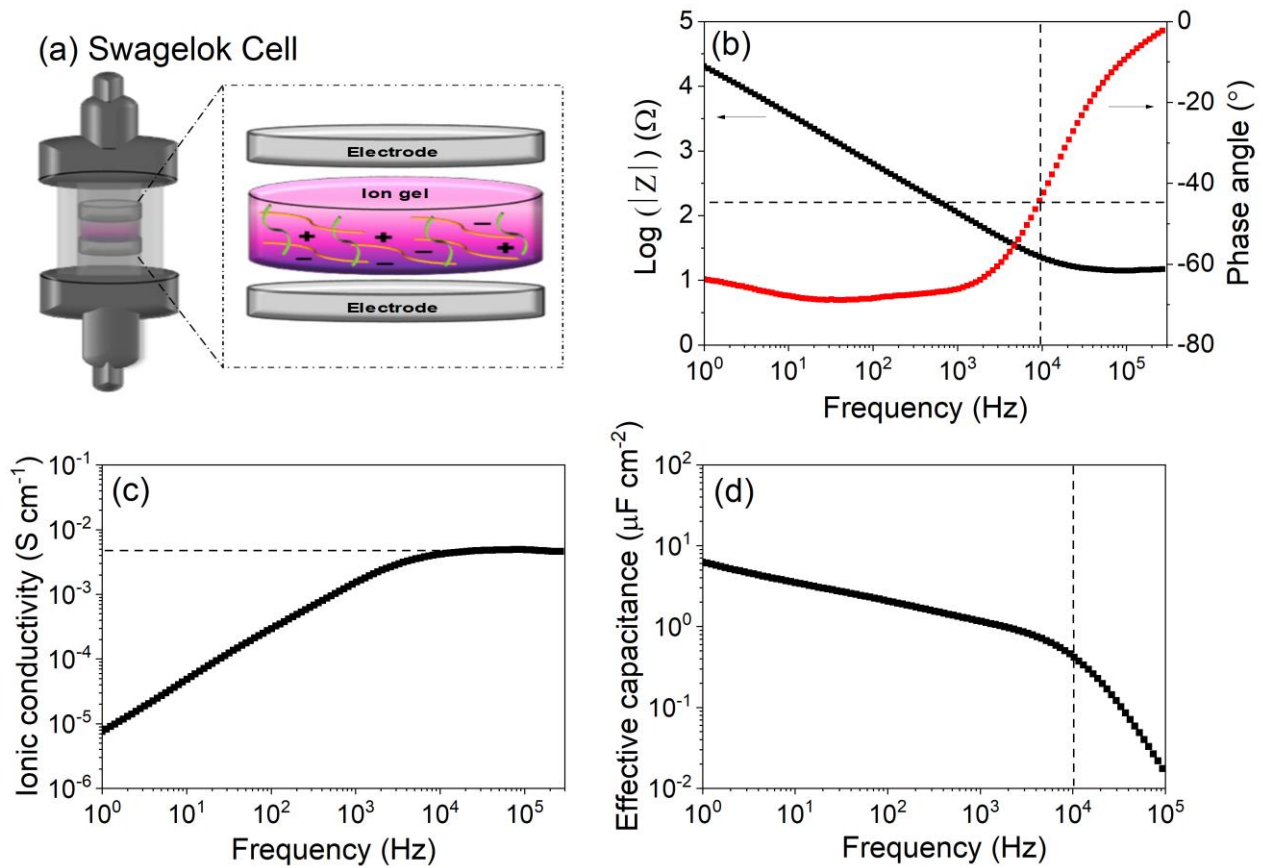 (a) Swagelok Cell
Electrode
Ion gel
+ + − − + − − +
Electrode
(b)
5
4
3
2
1
0
Log (|Z|) (Ω)
0
-20
-40
-60
-80
Phase angle (°)
10⁰ 10¹ 10² 10³ 10⁴ 10⁵
Frequency (Hz)
(c)
10⁻¹
10⁻²
10⁻³
10⁻⁴
10⁻⁵
10⁻⁶
Ionic conductivity (S cm⁻¹)
10⁰ 10¹ 10² 10³ 10⁴ 10⁵
Frequency (Hz)
(d)
10²
10¹
10⁰
10⁻¹
10⁻²
Effective capacitance (μF cm⁻²)
10⁰ 10¹ 10² 10³ 10⁴ 10⁵
Frequency (Hz)